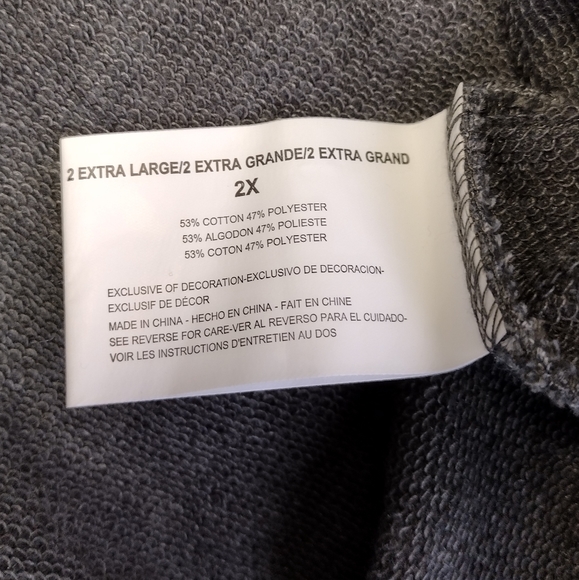 2 EXTRA LARGE/2 EXTRA GRANDE/2 EXTRA GRAND
2X
53% COTTON 47% POLYESTER
53% ALGODON 47% POLIESTE
53% COTON 47% POLYESTER
EXCLUSIVE OF DECORATION-EXCLUSIVO DE DECORACION-
EXCLUSIF DE DÉCOR
MADE IN CHINA - HECHO EN CHINA - FAIT EN CHINE
SEE REVERSE FOR CARE-VER AL REVERSO PARA EL CUIDADO-
VOIR LES INSTRUCTIONS D'ENTRETIEN AU DOS